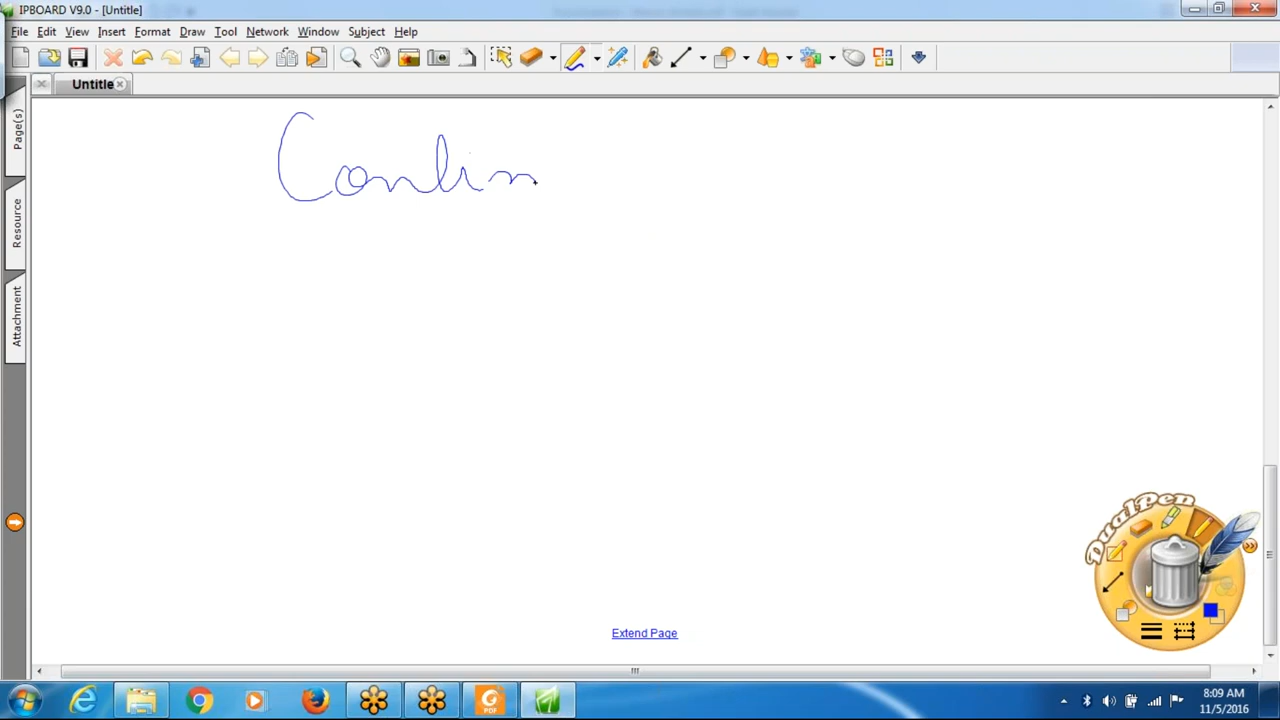 IPBOARD V9.0 - [Untitle]
File Edit View Insert Format Draw Tool Network Window Subject Help
Untitle
Page(s)
Resource
Attachment
DualPen
Extend Page
PDF
8:09 AM
11/5/2016